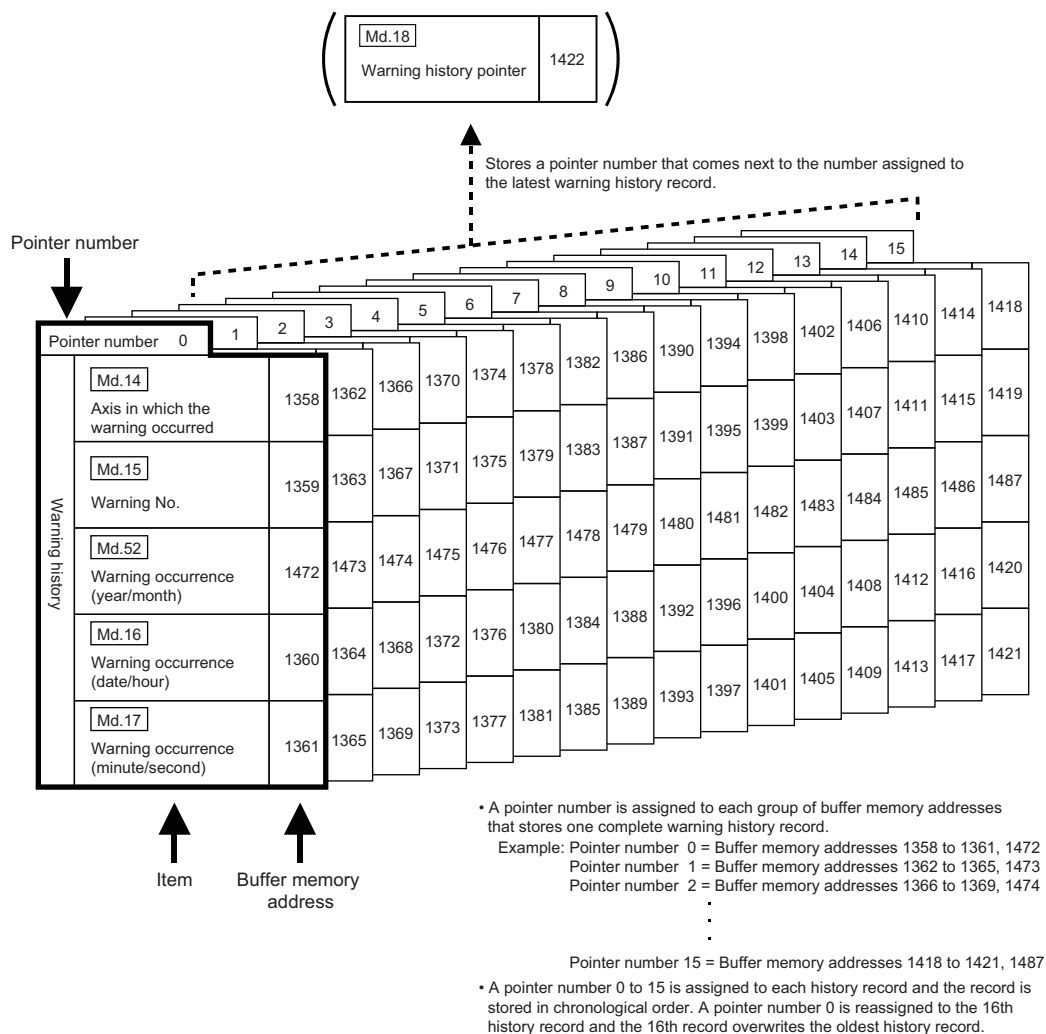 Md.18
Warning history pointer
1422
Stores a pointer number that comes next to the number assigned to
the latest warning history record.
Pointer number
15
14
13
12
11
10
9
8
7
6
5
4
3
2
1
Pointer number 0
Warning history
Md.14
Axis in which the
warning occurred
1358 1362 1366 1370 1374 1378 1382 1386 1390 1394 1398 1402 1406 1410 1414 1418
Md.15
Warning No.
1359 1363 1367 1371 1375 1379 1383 1387 1391 1395 1399 1403 1407 1411 1415 1419
Md.52
Warning occurrence
(year/month)
1472 1473 1474 1475 1476 1477 1478 1479 1480 1481 1482 1483 1484 1485 1486 1487
Md.16
Warning occurrence
(date/hour)
1360 1364 1368 1372 1376 1380 1384 1388 1392 1396 1400 1404 1408 1412 1416 1420
Md.17
Warning occurrence
(minute/second)
1361 1365 1369 1373 1377 1381 1385 1389 1393 1397 1401 1405 1409 1413 1417 1421
Item
Buffer memory
address
• A pointer number is assigned to each group of buffer memory addresses
that stores one complete warning history record.
Example: Pointer number 0 = Buffer memory addresses 1358 to 1361, 1472
Pointer number 1 = Buffer memory addresses 1362 to 1365, 1473
Pointer number 2 = Buffer memory addresses 1366 to 1369, 1474
Pointer number 15 = Buffer memory addresses 1418 to 1421, 1487
• A pointer number 0 to 15 is assigned to each history record and the record is
stored in chronological order. A pointer number 0 is reassigned to the 16th
history record and the 16th record overwrites the oldest history record.